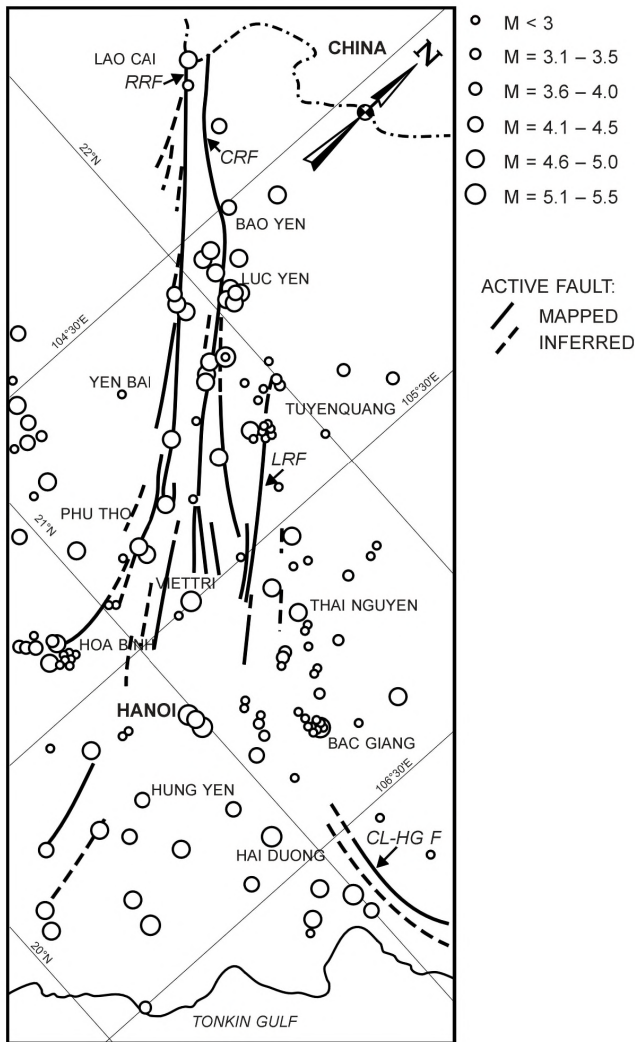 LAO CAI
CHINA
N
RRF
CRF
22°N
BAO YEN
LUC YEN
104°30'E
YEN BAI
105°30'E
TUYENQUANG
LRF
PHU THO
21°N
VIETTRI
THAI NGUYEN
HOA BINH
HANOI
BAC GIANG
106°30'E
HUNG YEN
CL-HG F
HAI DUONG
20°N
TONKIN GULF
M < 3
M = 3.1 – 3.5
M = 3.6 – 4.0
M = 4.1 – 4.5
M = 4.6 – 5.0
M = 5.1 – 5.5
ACTIVE FAULT:
MAPPED
INFERRED